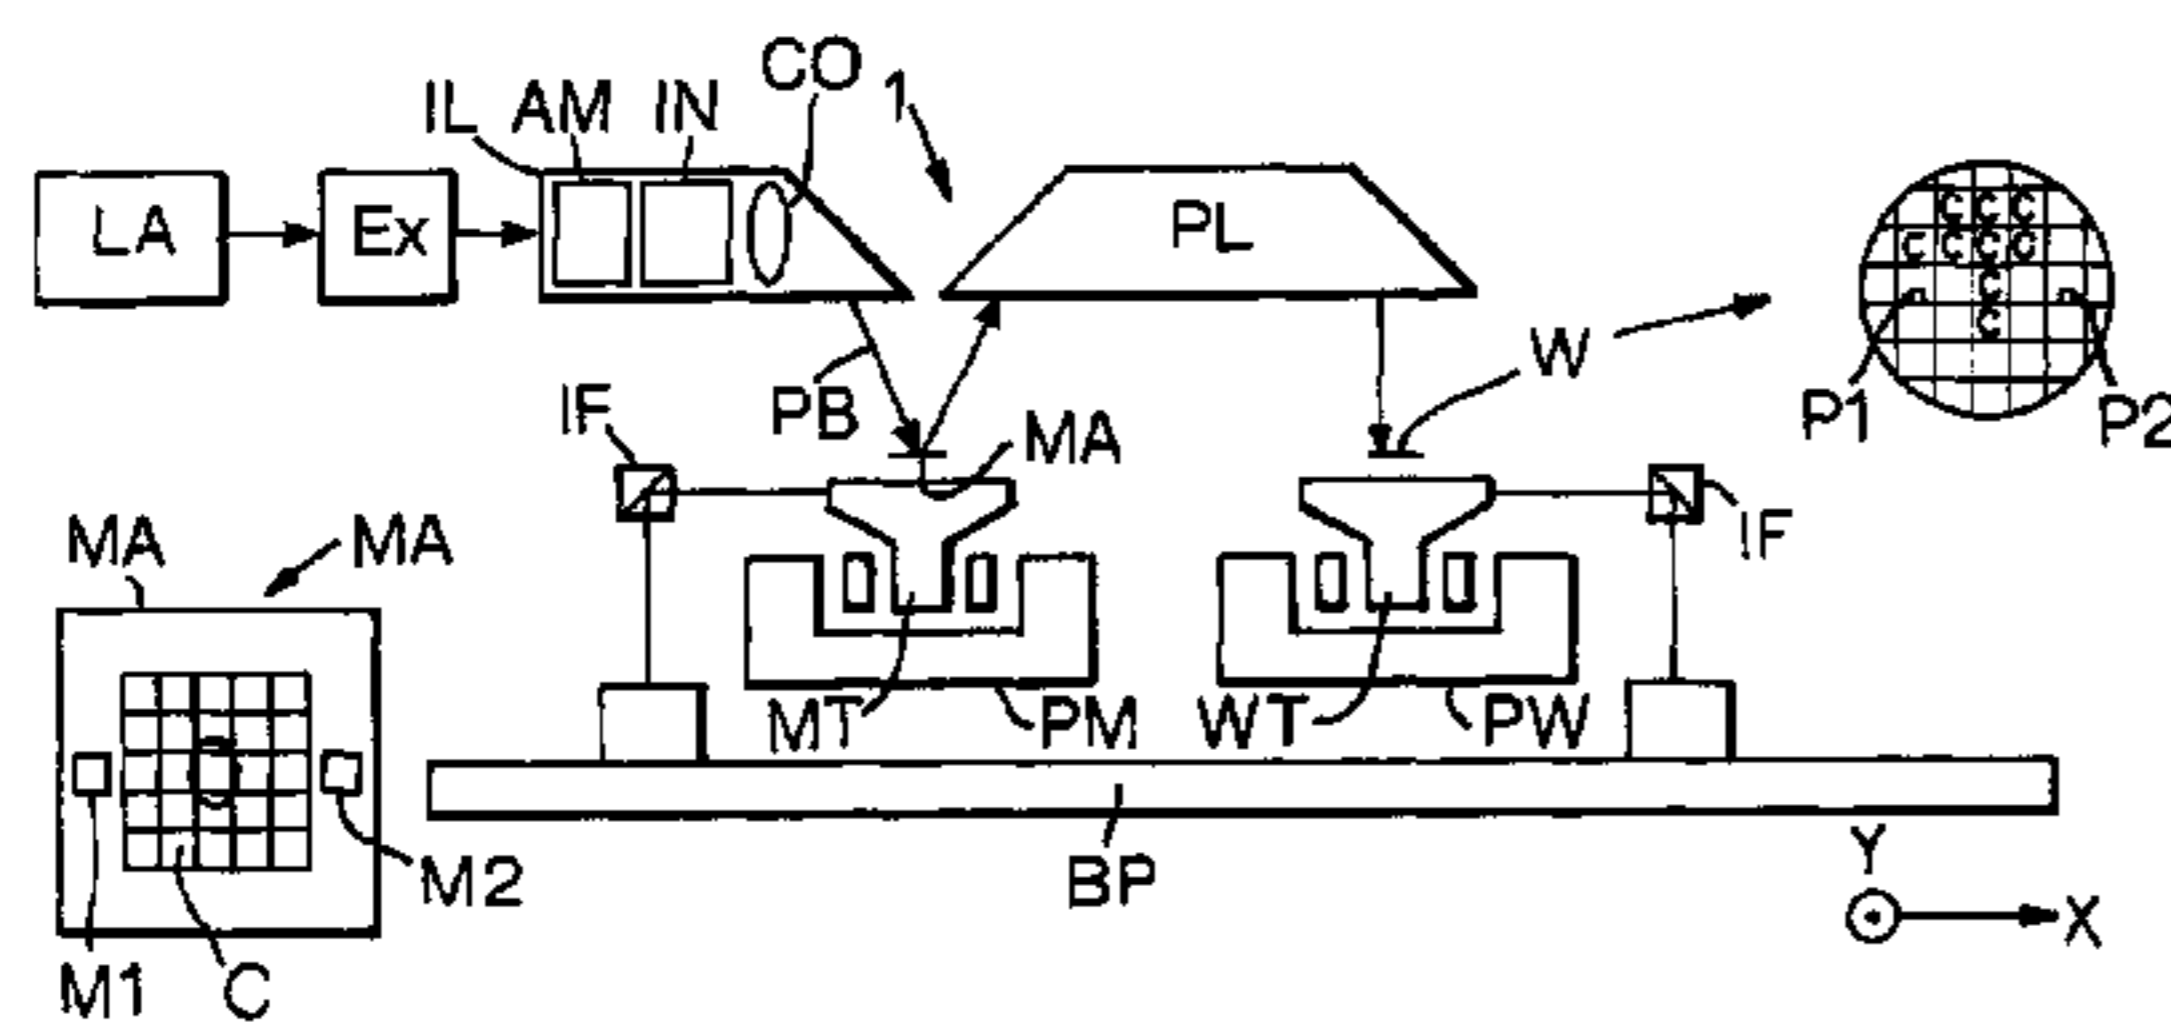 IL AM IN CO 1
LA Ex PL
C C C
C C C C
C
C
W
P1 P2
PB
IF MA
IF
MA MA
MT PM WT PW
M1 C M2
BP
Y
X